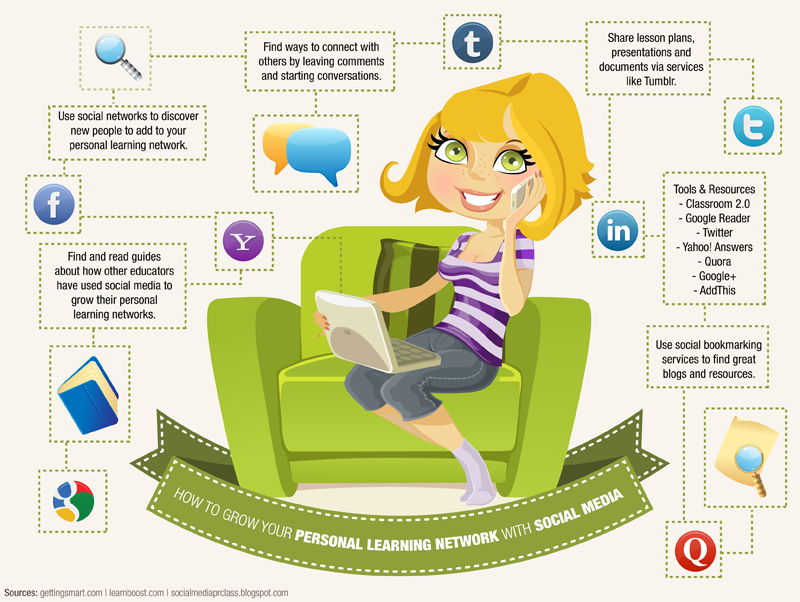 Find ways to connect with
others by leaving comments
and starting conversations.
t
Share lesson plans,
presentations and
documents via services
like Tumblr.
Use social networks to discover
new people to add to your
personal learning network.
t
f
Y
in
Tools & Resources
- Classroom 2.0
- Google Reader
- Twitter
- Yahoo! Answers
- Quora
- Google+
- AddThis
Find and read guides
about how other educators
have used social media to
grow their personal
learning networks.
Use social bookmarking
services to find great
blogs and resources.
g
HOW TO GROW YOUR PERSONAL LEARNING NETWORK WITH SOCIAL MEDIA
Q
Sources: gettingsmart.com | learnboost.com | socialmediaprclass.blogspot.com